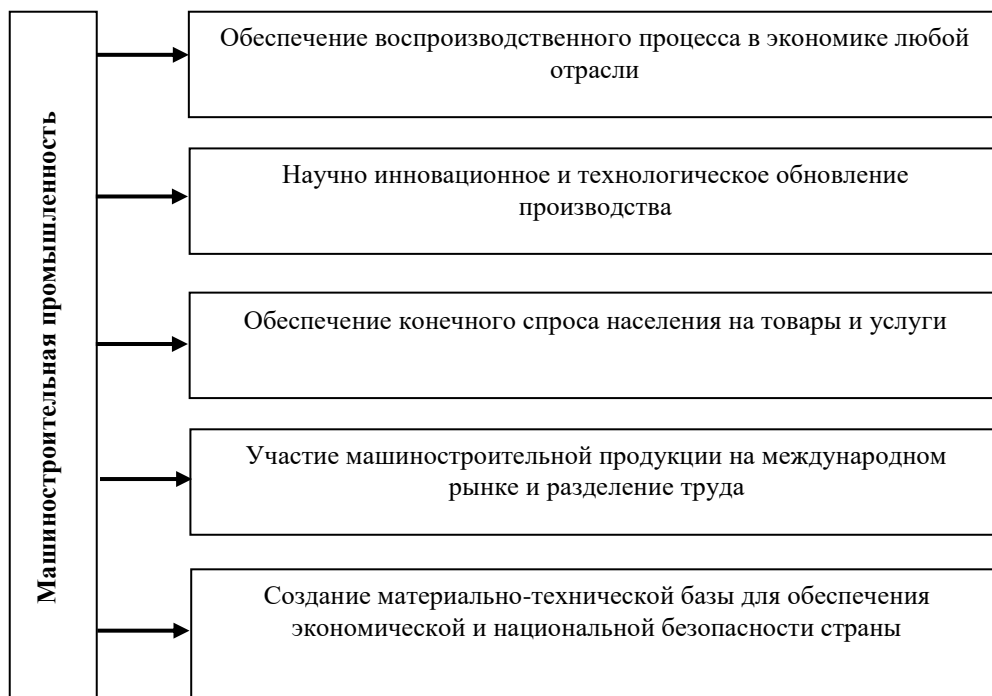 Машиностроительная промышленность
Обеспечение воспроизводственного процесса в экономике любой
отрасли
Научно инновационное и технологическое обновление
производства
Обеспечение конечного спроса населения на товары и услуги
Участие машиностроительной продукции на международном
рынке и разделение труда
Создание материально-технической базы для обеспечения
экономической и национальной безопасности страны